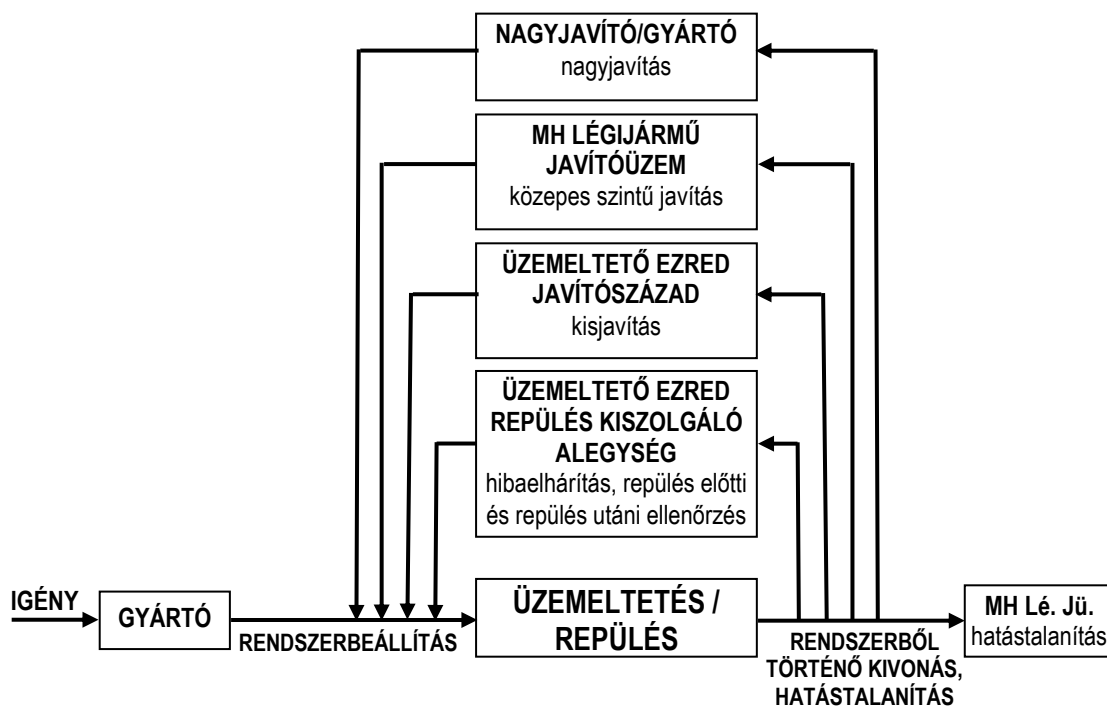 NAGYJAVÍTÓ/GYÁRTÓ
nagyjavítás
MH LÉGIJÁRMŰ
JAVÍTÓÜZEM
közepes szintű javítás
ÜZEMELTETŐ EZRED
JAVÍTÓSZÁZAD
kisjavítás
ÜZEMELTETŐ EZRED
REPÜLÉS KISZOLGÁLÓ
ALEGYSÉG
hibaelhárítás, repülés előtti
és repülés utáni ellenőrzés
IGÉNY
GYÁRTÓ
RENDSZERBEÁLLÍTÁS
ÜZEMELTETÉS /
REPÜLÉS
RENDSZERBŐL
TÖRTÉNŐ KIVONÁS,
HATÁSTALANÍTÁS
MH Lé. Jü.
hatástalanítás